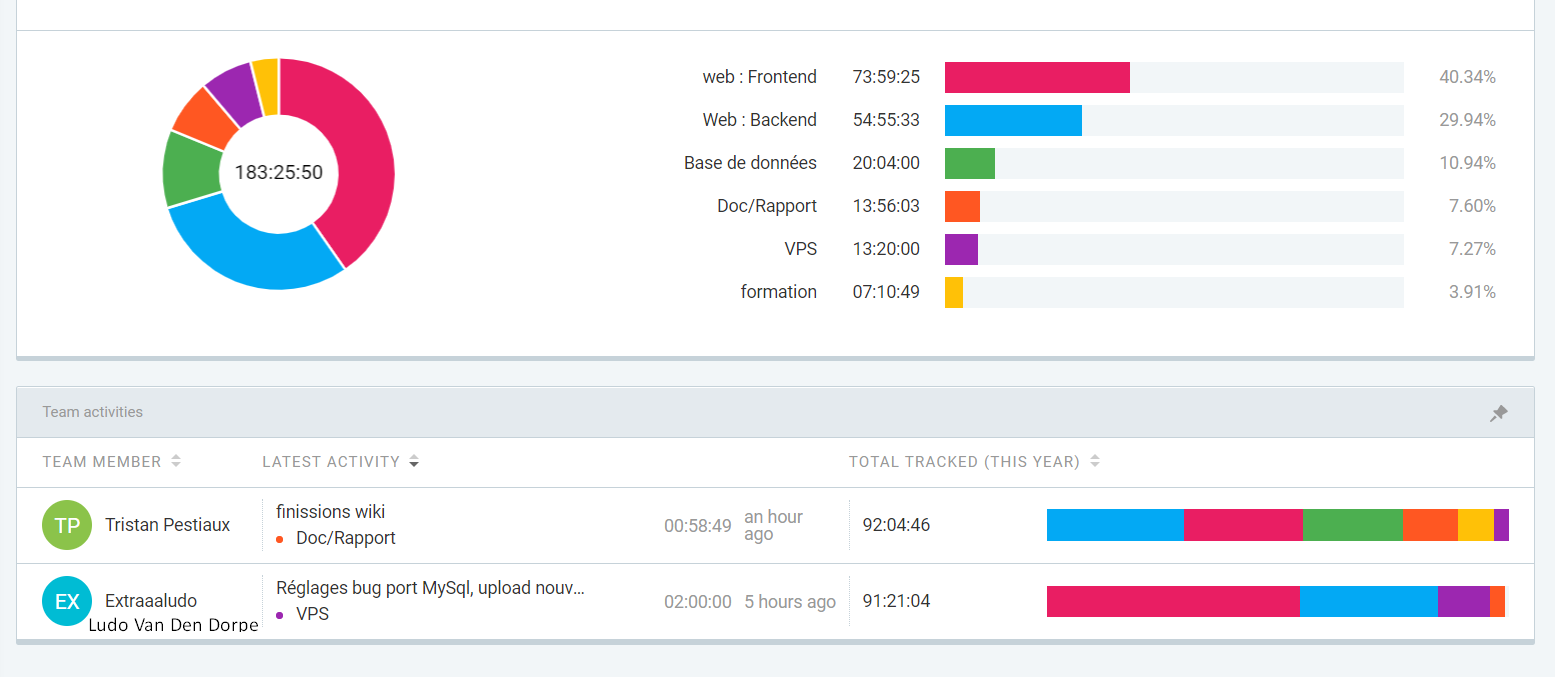 183:25:50
web : Frontend 73:59:25 40.34%
Web : Backend 54:55:33 29.94%
Base de données 20:04:00 10.94%
Doc/Rapport 13:56:03 7.60%
VPS 13:20:00 7.27%
formation 07:10:49 3.91%
Team activities
TEAM MEMBER LATEST ACTIVITY TOTAL TRACKED (THIS YEAR)
TP Tristan Pestiaux
finissions wiki
Doc/Rapport
00:58:49
an hour
ago
92:04:46
EX Extraaaludo
Ludo Van Den Dorpe
Réglages bug port MySql, upload nouv...
VPS
02:00:00 5 hours ago
91:21:04